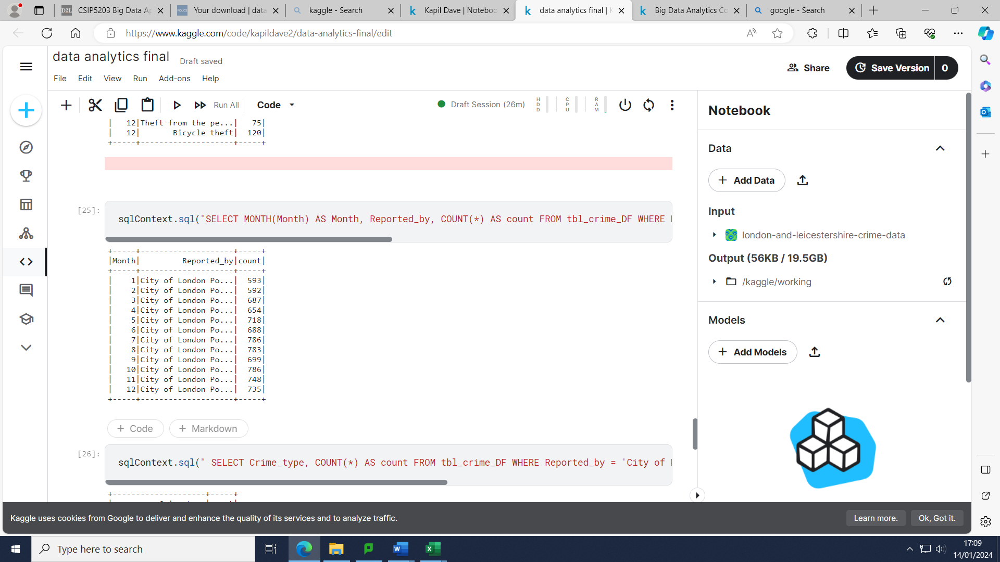 CSIP5203 Big Data Ap
Your download | data
kaggle - Search
Kapil Dave | Noteboo
data analytics final | K
Big Data Analytics Co
google - Search
https://www.kaggle.com/code/kapildave2/data-analytics-final/edit
data analytics final
Draft saved
Share
Save Version
0
File
Edit
View
Run
Add-ons
Help
Run All
Code
Draft Session (26m)
HDD
CPU
RAM
| 12|Theft from the pe...| 75|
| 12| Bicycle theft| 120|
+-----+--------------------+-----+
[25]:
sqlContext.sql("SELECT MONTH(Month) AS Month, Reported_by, COUNT(*) AS count FROM tbl_crime_DF WHERE
+-----+--------------------+-----+
|Month| Reported_by|count|
+-----+--------------------+-----+
| 1|City of London Po...| 593|
| 2|City of London Po...| 592|
| 3|City of London Po...| 687|
| 4|City of London Po...| 654|
| 5|City of London Po...| 718|
| 6|City of London Po...| 688|
| 7|City of London Po...| 786|
| 8|City of London Po...| 783|
| 9|City of London Po...| 699|
| 10|City of London Po...| 786|
| 11|City of London Po...| 748|
| 12|City of London Po...| 735|
+-----+--------------------+-----+
+ Code
+ Markdown
[26]:
sqlContext.sql(" SELECT Crime_type, COUNT(*) AS count FROM tbl_crime_DF WHERE Reported_by = 'City of
+--------------------+-----+
Notebook
Data
+ Add Data
Input
london-and-leicestershire-crime-data
Output (56KB / 19.5GB)
/kaggle/working
Models
+ Add Models
Kaggle uses cookies from Google to deliver and enhance the quality of its services and to analyze traffic.
Learn more.
Ok, Got it.
Type here to search
17:09
14/01/2024